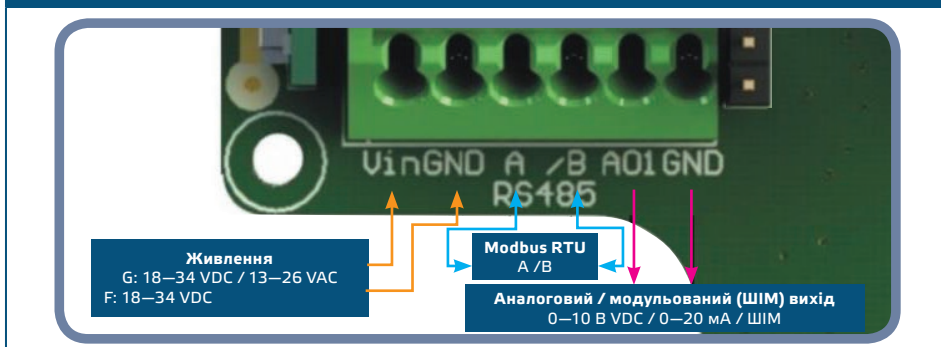 VinGND A /B AO1 GND
RS485
Живлення
G: 18—34 VDC / 13—26 VAC
F: 18—34 VDC
Modbus RTU
A /B
Аналоговий / модульований (ШІМ) вихід
0—10 В VDC / 0—20 мА / ШІМ